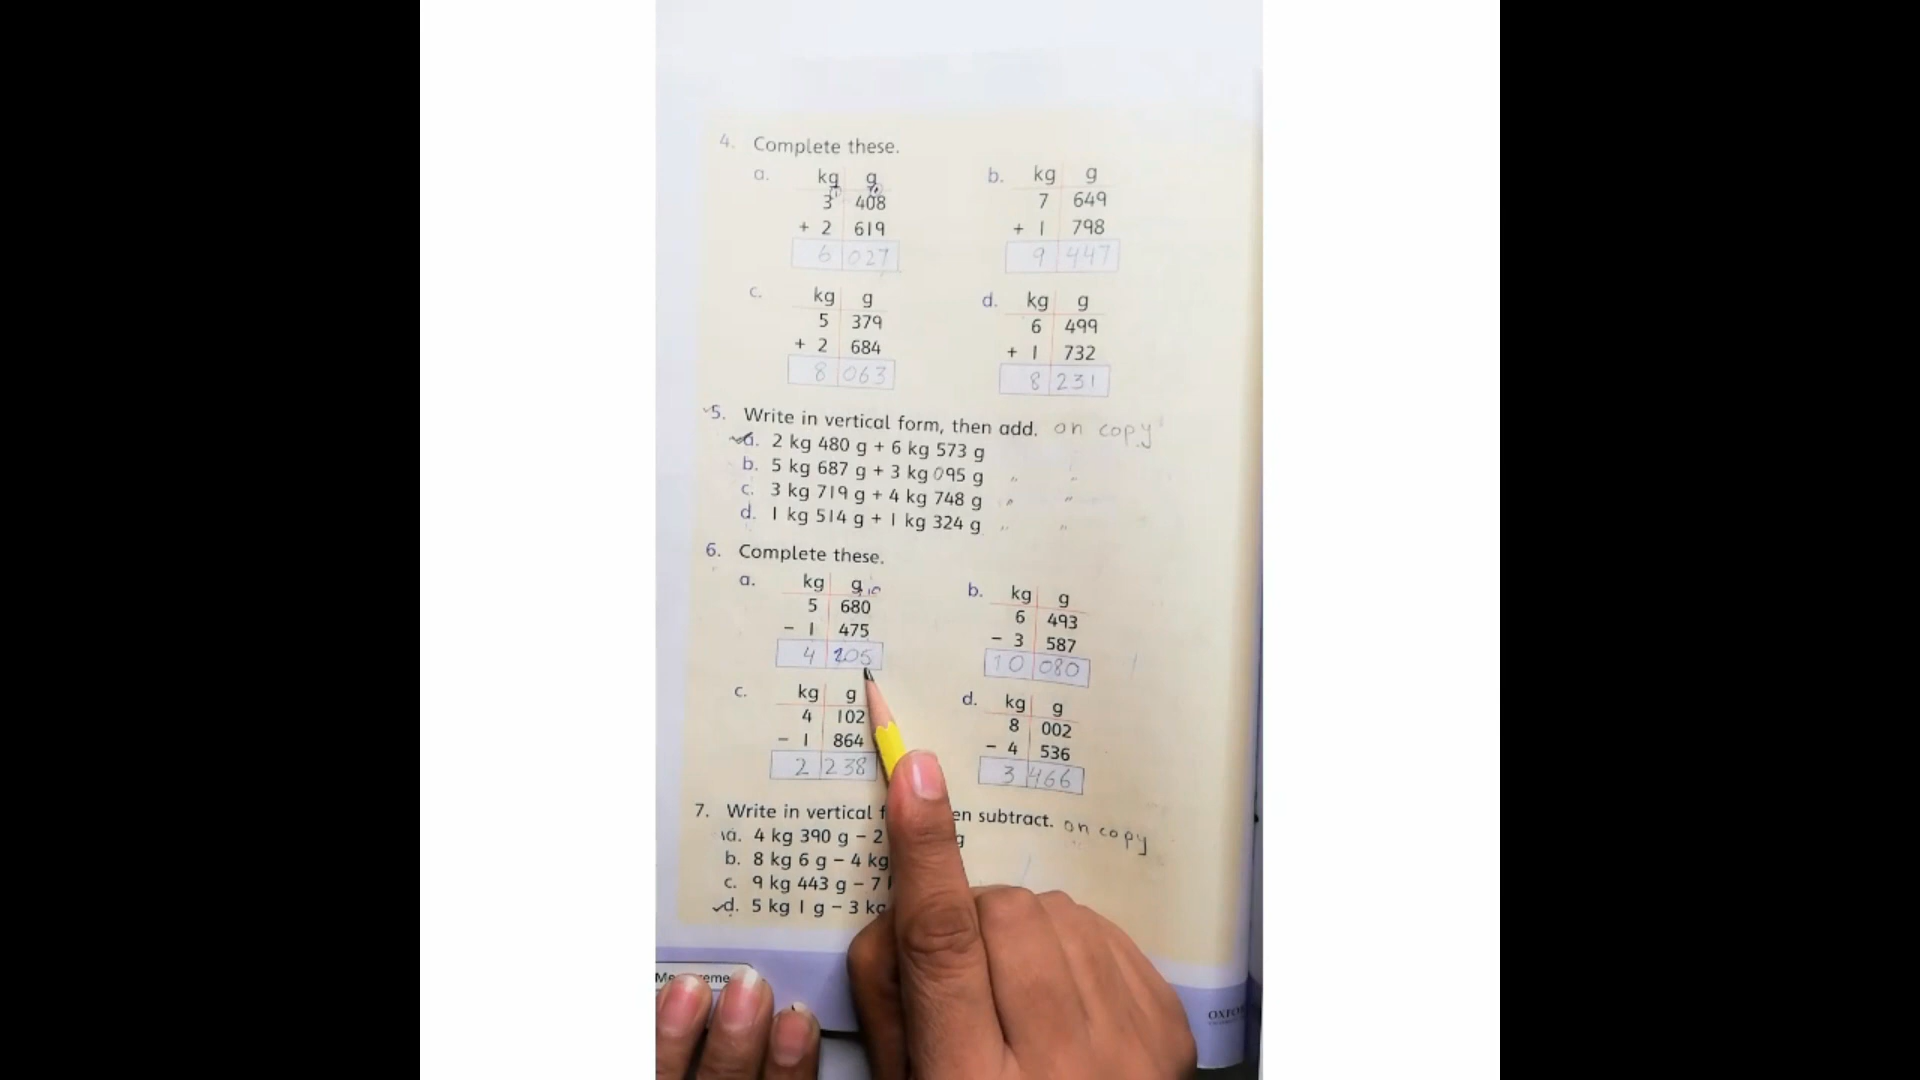 4. Complete these.
a. kg g b. kg g
1 10
3 408 7 649
+ 2 619 + 1 798
6 027 9 447
c. kg g d. kg g
5 379 6 499
+ 2 684 + 1 732
8 063 8 231
5. Write in vertical form, then add. on copy
a. 2 kg 480 g + 6 kg 573 g
b. 5 kg 687 g + 3 kg 095 g " "
c. 3 kg 719 g + 4 kg 748 g " "
d. 1 kg 514 g + 1 kg 324 g " "
6. Complete these.
a. kg g b. kg g
10
5 680 6 493
- 1 475 - 3 587
4 205 10 080
c. kg g d. kg g
4 102 8 002
- 1 864 - 4 536
2 238 3 466
7. Write in vertical subtract. on copy
a. 4 kg 390 g - 2 g
b. 8 kg 6 g - 4 kg
c. 9 kg 443 g - 7
d. 5 kg 1 g - 3